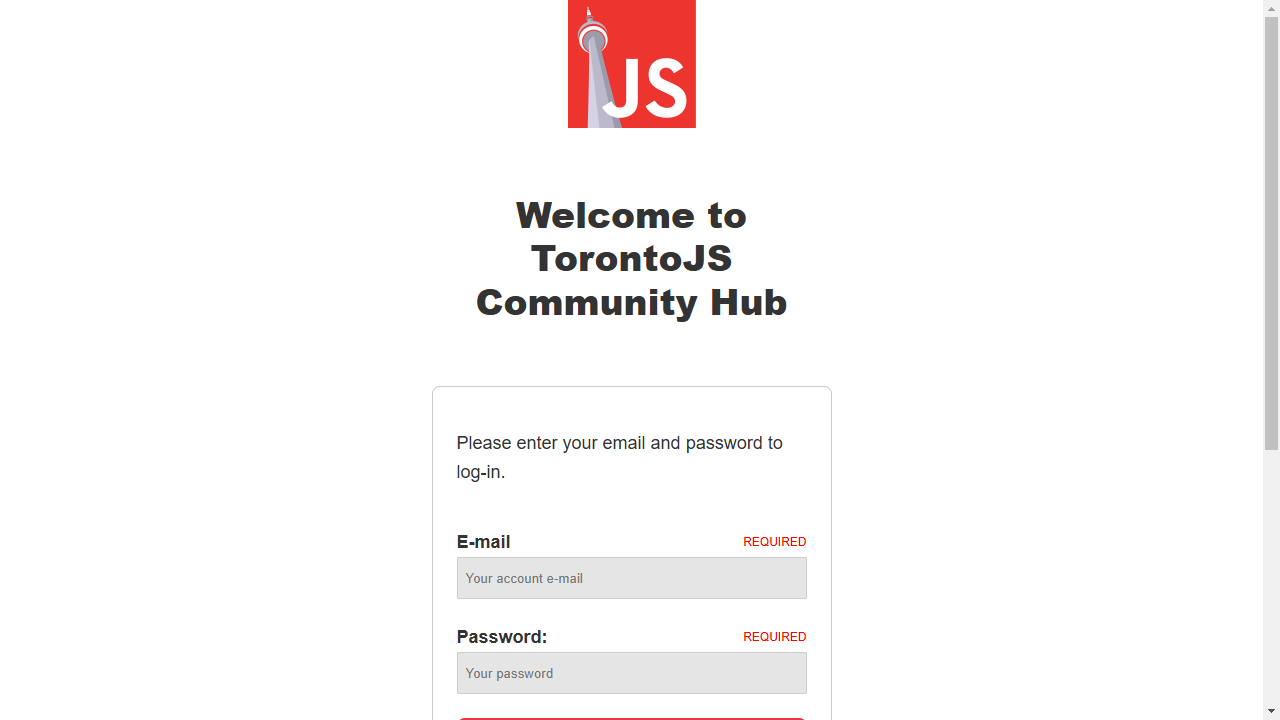 JS
Welcome to
TorontoJS
Community Hub
Please enter your email and password to
log-in.
E-mail REQUIRED
Your account e-mail
Password: REQUIRED
Your password